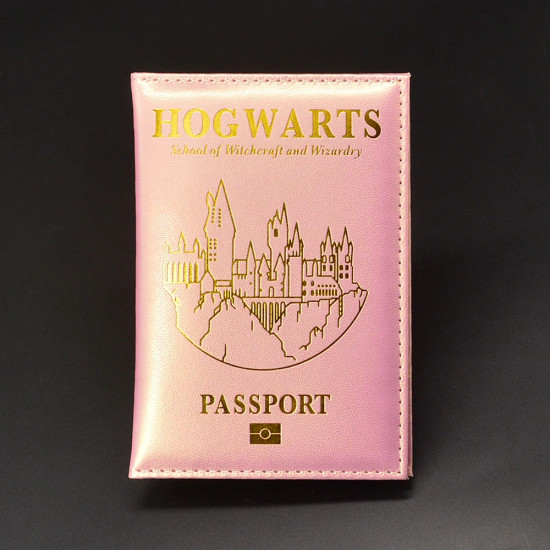 HOGWARTS
School of Witchcraft and Wizardry
PASSPORT